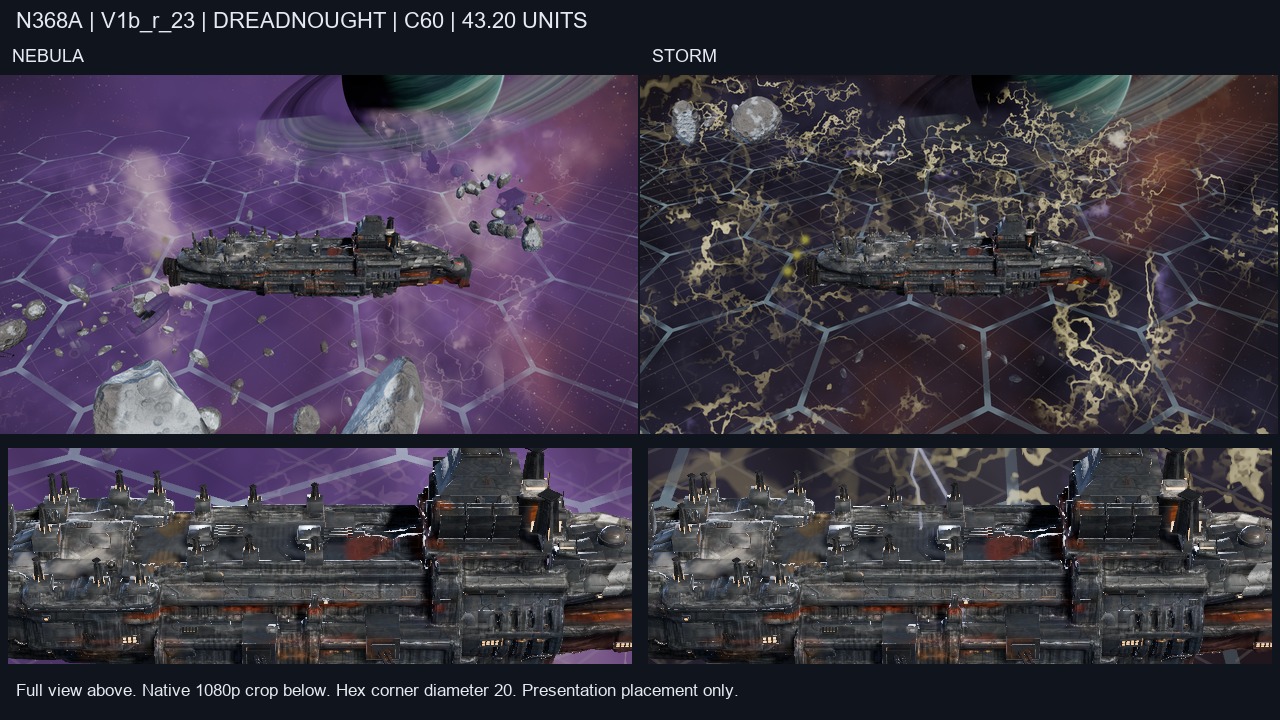 N368A | V1b_r_23 | DREADNOUGHT | C60 | 43.20 UNITS
NEBULA
STORM
Full view above. Native 1080p crop below. Hex corner diameter 20. Presentation placement only.